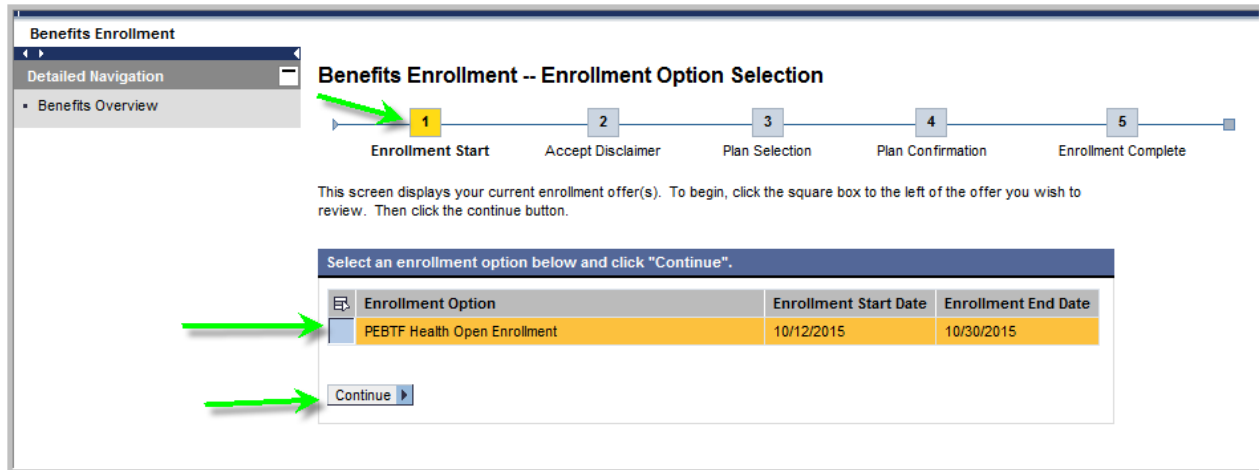 Benefits Enrollment
Detailed Navigation
Benefits Overview
Benefits Enrollment -- Enrollment Option Selection
1 2 3 4 5
Enrollment Start Accept Disclaimer Plan Selection Plan Confirmation Enrollment Complete
This screen displays your current enrollment offer(s). To begin, click the square box to the left of the offer you wish to
review. Then click the continue button.
Select an enrollment option below and click "Continue".
Enrollment Option Enrollment Start Date Enrollment End Date
PEBTF Health Open Enrollment 10/12/2015 10/30/2015
Continue